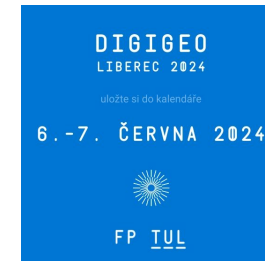 DIGIGEO
LIBEREC 2024
uložte si do kalendáře
6.-7. ČERVNA 2024
FP TUL